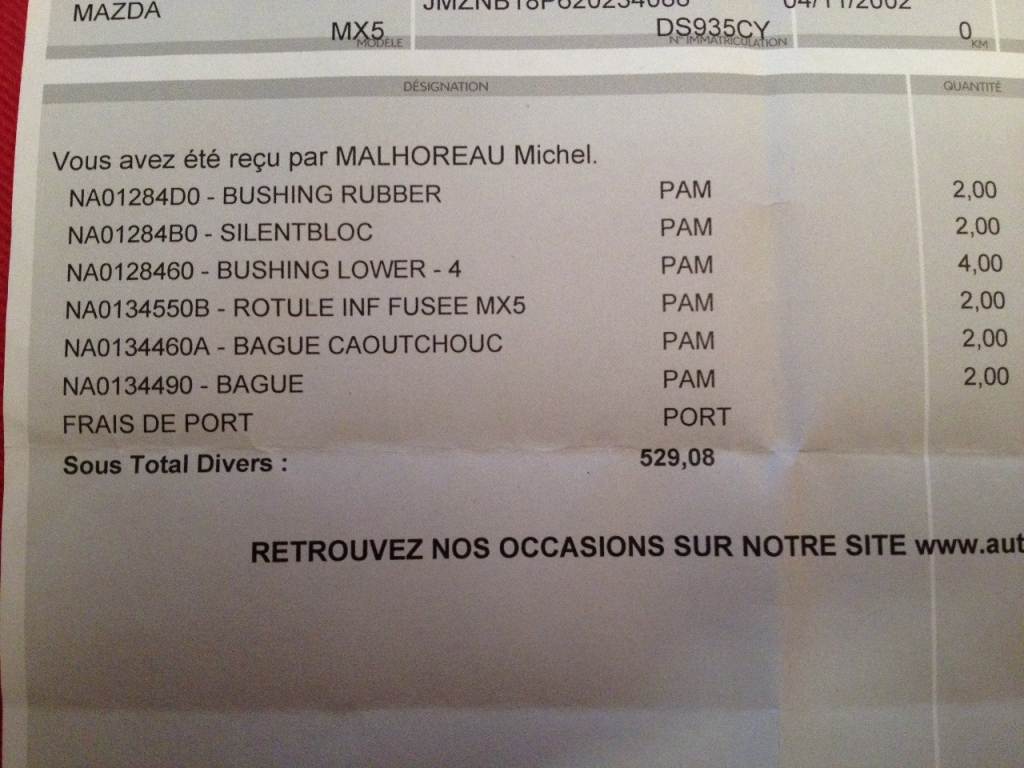 MAZDA
MX5 DS935CY 0
MODÈLE N° IMMATRICULATION KM
DÉSIGNATION QUANTITÉ
Vous avez été reçu par MALHOREAU Michel.
NA01284D0 - BUSHING RUBBER PAM 2,00
NA01284B0 - SILENTBLOC PAM 2,00
NA0128460 - BUSHING LOWER - 4 PAM 4,00
NA0134550B - ROTULE INF FUSEE MX5 PAM 2,00
NA0134460A - BAGUE CAOUTCHOUC PAM 2,00
NA0134490 - BAGUE PAM 2,00
FRAIS DE PORT PORT
Sous Total Divers : 529,08
RETROUVEZ NOS OCCASIONS SUR NOTRE SITE www.aut